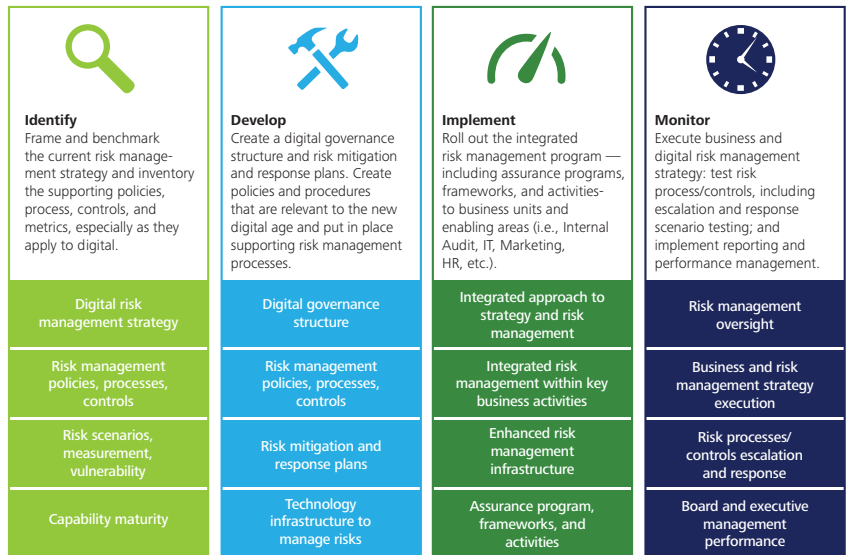 Identify
Frame and benchmark
the current risk manage-
ment strategy and inventory
the supporting policies,
process, controls, and
metrics, especially as they
apply to digital.
Digital risk
management strategy
Risk management
policies, processes,
controls
Risk scenarios,
measurement,
vulnerability
Capability maturity
Develop
Create a digital governance
structure and risk mitigation
and response plans. Create
policies and procedures
that are relevant to the new
digital age and put in place
supporting risk management
processes.
Digital governance
structure
Risk management
policies, processes,
controls
Risk mitigation and
response plans
Technology
infrastructure to
manage risks
Implement
Roll out the integrated
risk management program —
including assurance programs,
frameworks, and activities-
to business units and
enabling areas (i.e., Internal
Audit, IT, Marketing,
HR, etc.).
Integrated approach to
strategy and risk
management
Integrated risk
management within key
business activities
Enhanced risk
management
infrastructure
Assurance program,
frameworks, and
activities
Monitor
Execute business and
digital risk management
strategy: test risk
process/controls, including
escalation and response
scenario testing; and
implement reporting and
performance management.
Risk management
oversight
Business and risk
management strategy
execution
Risk processes/
controls escalation
and response
Board and executive
management
performance